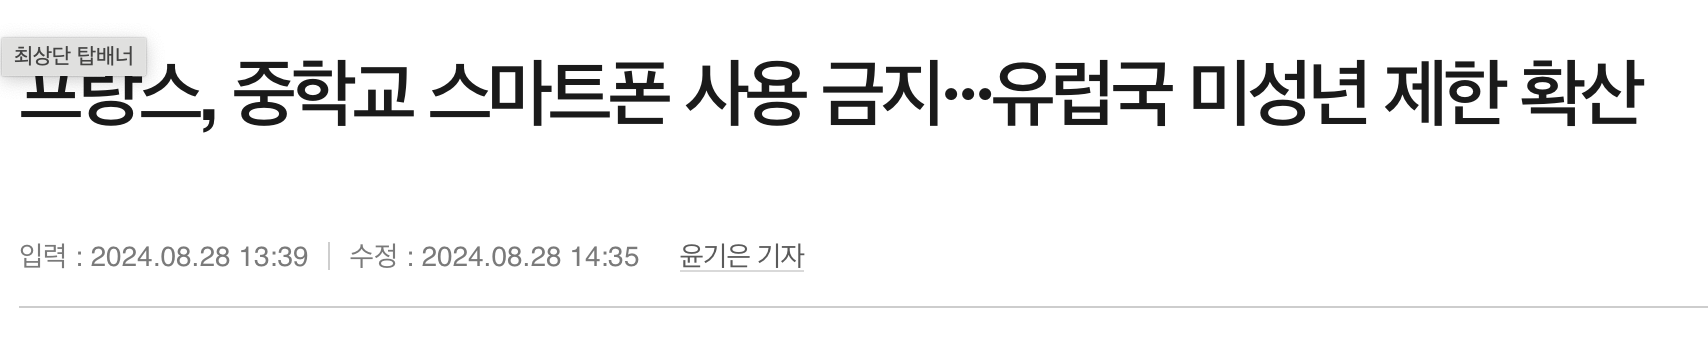 최상단 탑배너
프랑스, 중학교 스마트폰 사용 금지…유럽국 미성년 제한 확산
입력 : 2024.08.28 13:39 수정 : 2024.08.28 14:35 윤기은 기자